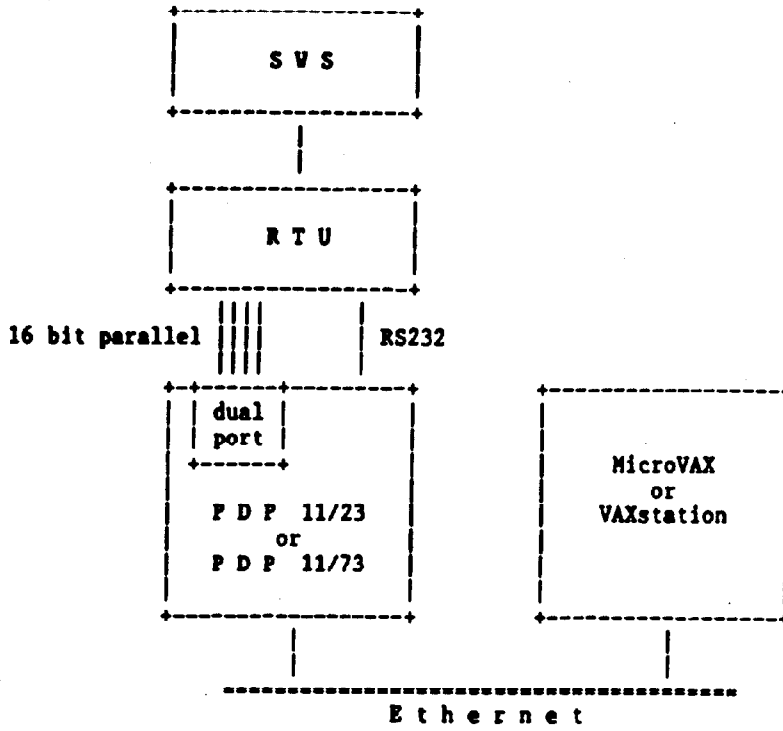 S V S
R T U
16 bit parallel
RS232
dual
port
P D P 11/23
or
P D P 11/73
MicroVAX
or
VAXstation
E t h e r n e t